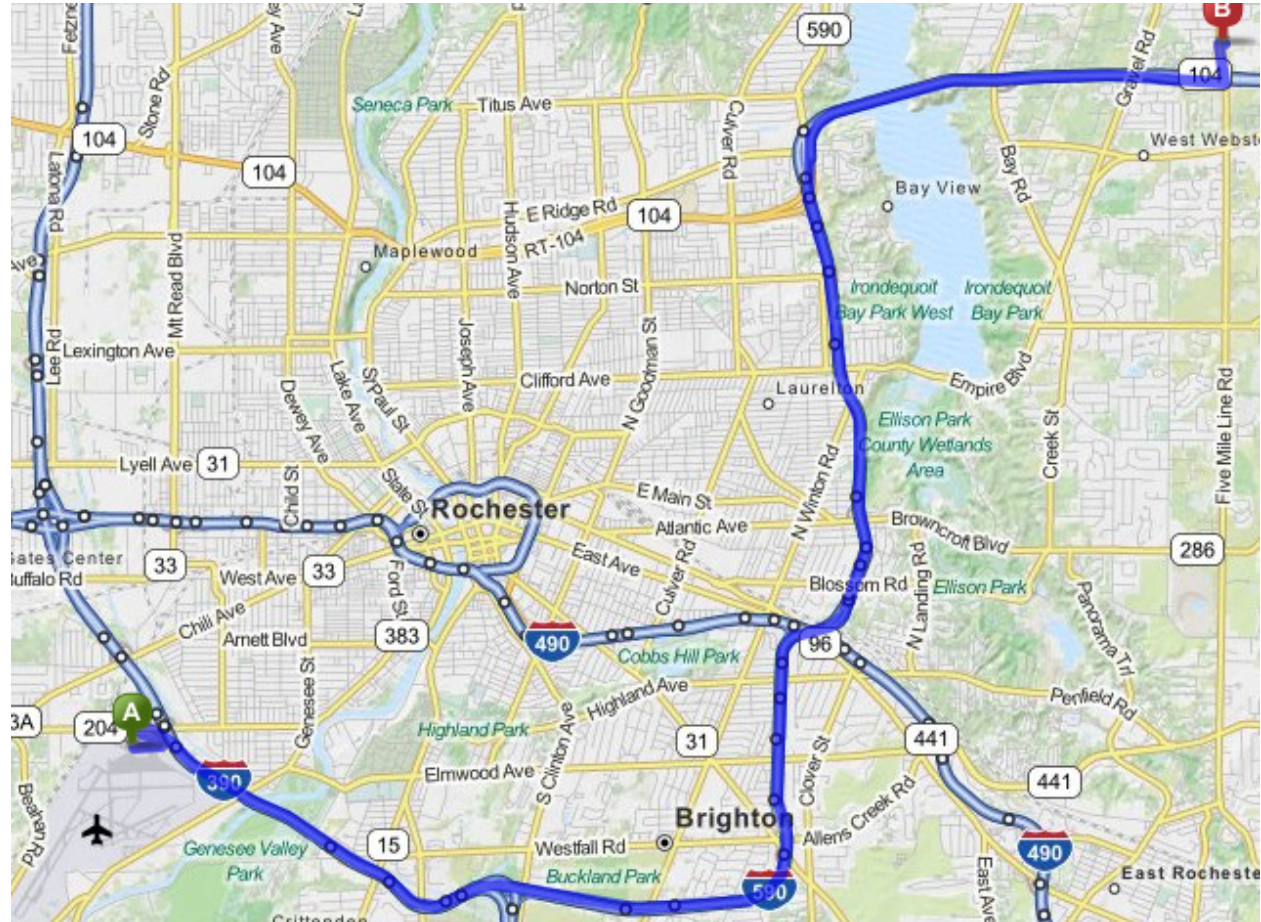 B
590
104
Gravel Rd
Stone Rd
Seneca Park
Titus Ave
Culver Rd
104
104
West Webst
Bay Rd
Latona Rd
Bay View
E Ridge Rd
104
Hudson Ave
RT-104
Maplewood
Mt Read Blvd
Norton St
Irondequoit
Bay Park West
Irondequoit
Bay Park
Lee Rd
Lexington Ave
Joseph Ave
N Goodman St
Clifford Ave
Laurelton
Empire Blvd
Lake Ave
St Paul St
Dewey Ave
Ellison Park
County Wetlands
Area
Creek St
Five Mile Line Rd
Lyell Ave
31
Child St
State St
N Winton Rd
E Main St
Rochester
Atlantic Ave
Browncroft Blvd
286
Gates Center
Buffalo Rd
33
West Ave
33
Ford St
East Ave
Culver Rd
Blossom Rd
N Landing Rd
Ellison Park
Panorama Trl
Chili Ave
Arnett Blvd
383
490
96
Cobbs Hill Park
Genesee St
Highland Ave
Penfield Rd
A
3A
204
Highland Park
31
441
Clover St
390
Elmwood Ave
S Clinton Ave
441
Beahan Rd
Brighton
Allens Creek Rd
Genesee Valley
Park
15
Westfall Rd
490
Buckland Park
590
East Ave
East Rochester
Crittenden